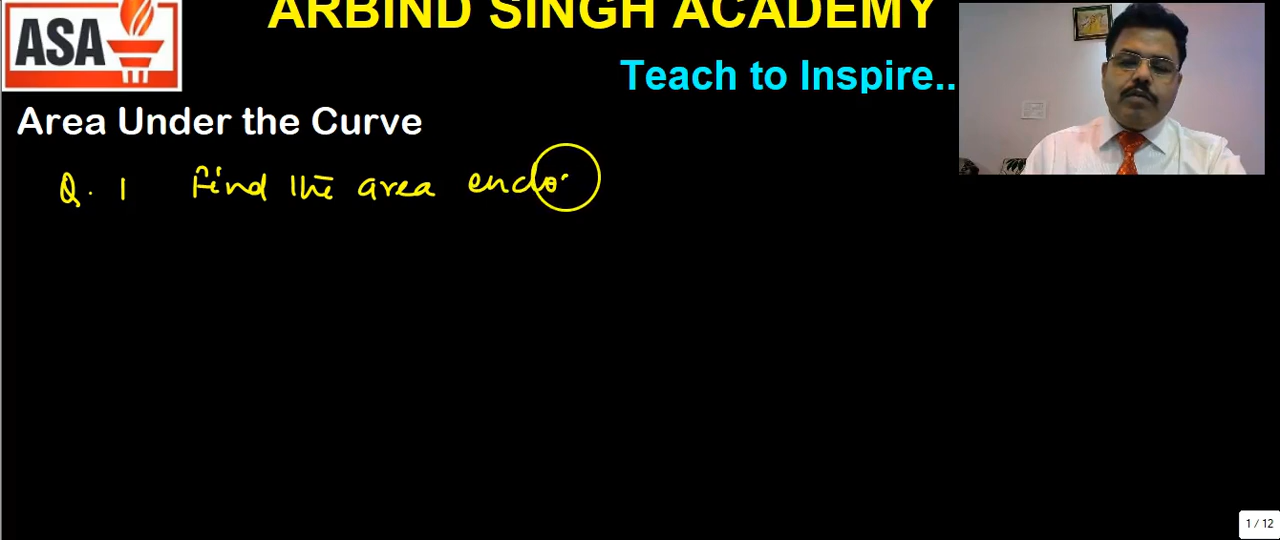 ARBIND SINGH ACADEMY
ASA
Teach to Inspire..
Area Under the Curve
Q. 1 Find the area enclo
1 / 12